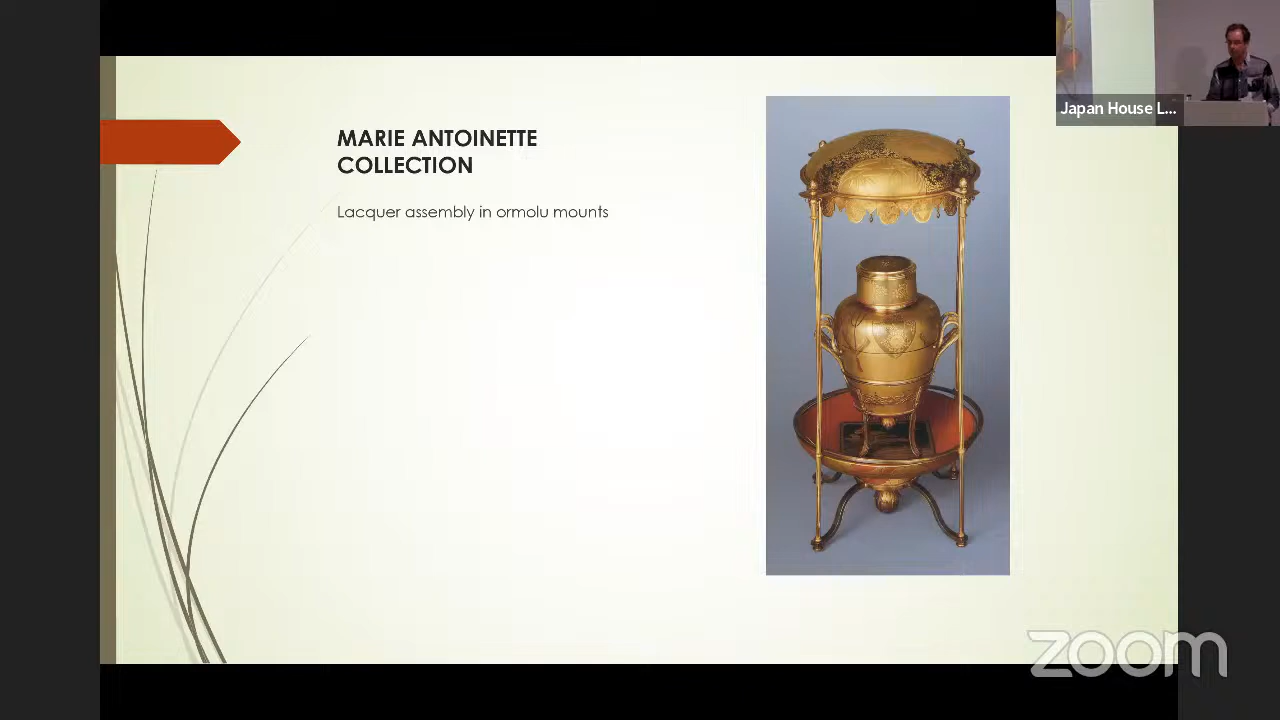 MARIE ANTOINETTE
COLLECTION
Lacquer assembly in ormolu mounts
Japan House L...
zoom